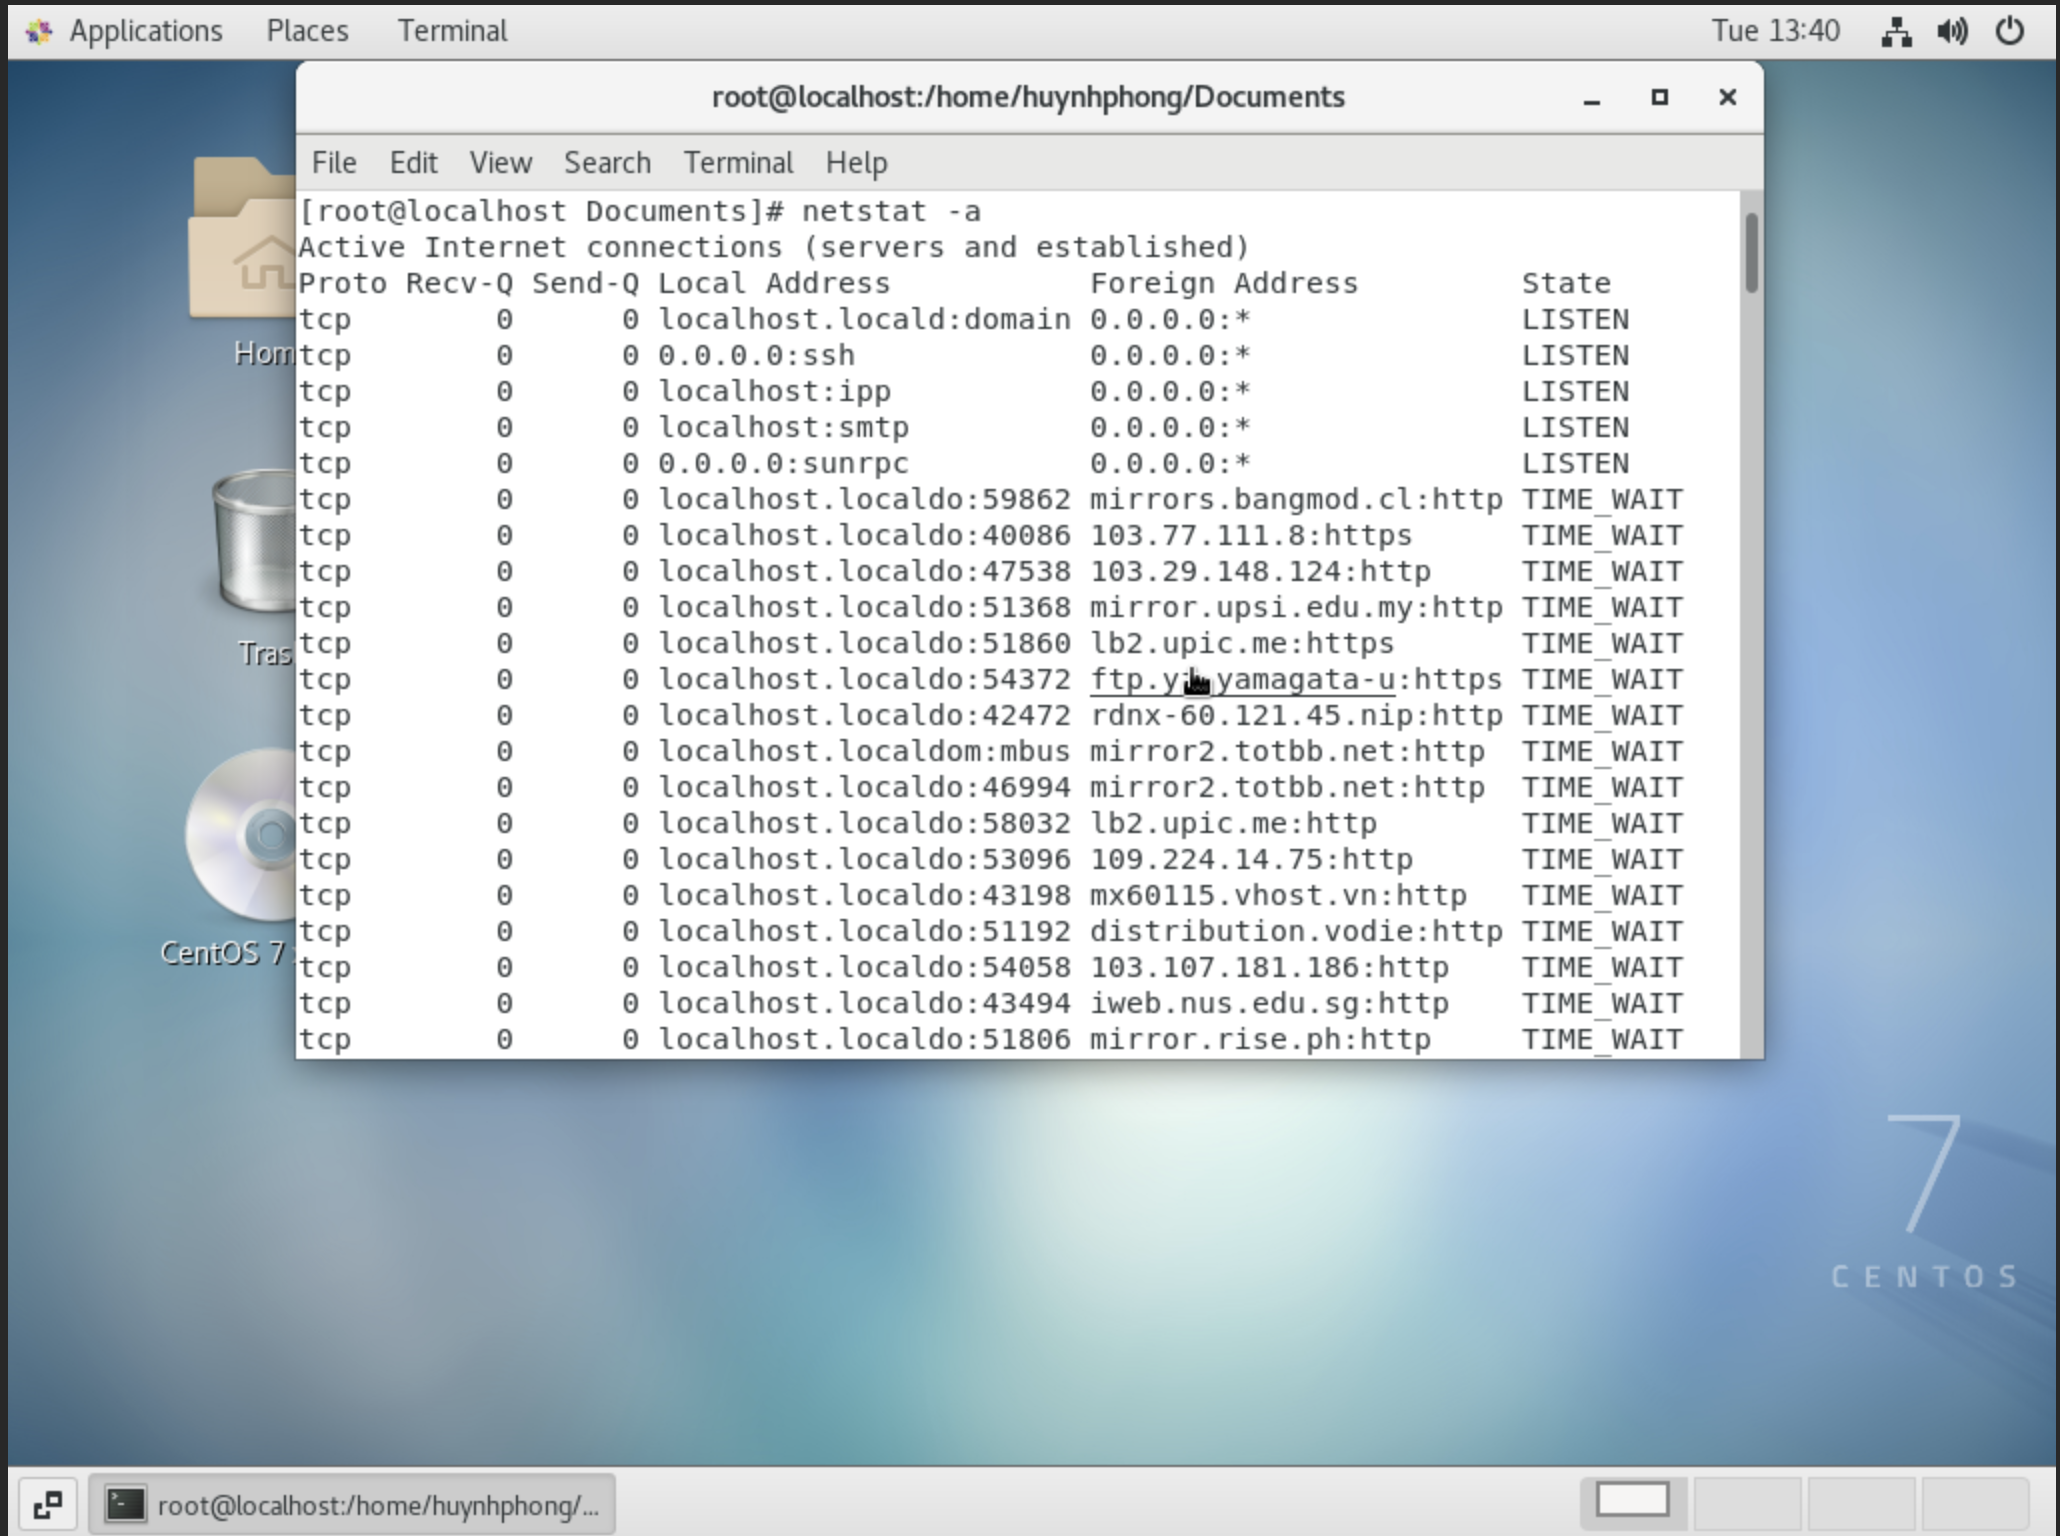 Applications Places Terminal Tue 13:40
root@localhost:/home/huynhphong/Documents
File Edit View Search Terminal Help
[root@localhost Documents]# netstat -a
Active Internet connections (servers and established)
Proto Recv-Q Send-Q Local Address Foreign Address State
tcp 0 0 localhost.locald:domain 0.0.0.0:* LISTEN
tcp 0 0 0.0.0.0:ssh 0.0.0.0:* LISTEN
tcp 0 0 localhost:ipp 0.0.0.0:* LISTEN
tcp 0 0 localhost:smtp 0.0.0.0:* LISTEN
tcp 0 0 0.0.0.0:sunrpc 0.0.0.0:* LISTEN
tcp 0 0 localhost.localdo:59862 mirrors.bangmod.cl:http TIME_WAIT
tcp 0 0 localhost.localdo:40086 103.77.111.8:https TIME_WAIT
tcp 0 0 localhost.localdo:47538 103.29.148.124:http TIME_WAIT
tcp 0 0 localhost.localdo:51368 mirror.upsi.edu.my:http TIME_WAIT
tcp 0 0 localhost.localdo:51860 lb2.upic.me:https TIME_WAIT
tcp 0 0 localhost.localdo:54372 yamagata-u:https TIME_WAIT
tcp 0 0 localhost.localdo:42472 rdnx-60.121.45.nip:http TIME_WAIT
tcp 0 0 localhost.localdom:mbus mirror2.totbb.net:http TIME_WAIT
tcp 0 0 localhost.localdo:46994 mirror2.totbb.net:http TIME_WAIT
tcp 0 0 localhost.localdo:58032 lb2.upic.me:http TIME_WAIT
tcp 0 0 localhost.localdo:53096 109.224.14.75:http TIME_WAIT
tcp 0 0 localhost.localdo:43198 mx60115.vhost.vn:http TIME_WAIT
tcp 0 0 localhost.localdo:51192 distribution.vodie:http TIME_WAIT
tcp 0 0 localhost.localdo:54058 103.107.181.186:http TIME_WAIT
tcp 0 0 localhost.localdo:43494 iweb.nus.edu.sg:http TIME_WAIT
tcp 0 0 localhost.localdo:51806 mirror.rise.ph:http TIME_WAIT
Hom
Tras
CentOS 7
7
CENTOS
root@localhost:/home/huynhphong/...